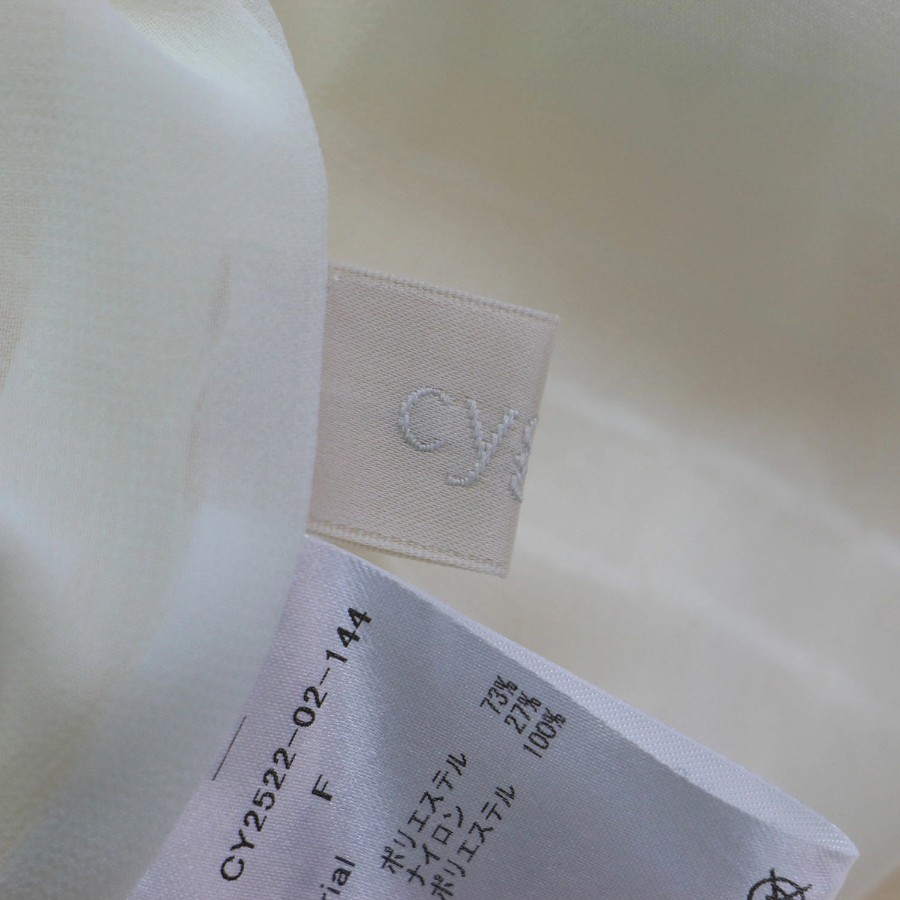 cy
CY2522-02-144
F
ポリエステル 73%
ナイロン 27%
ポリエステル 100%